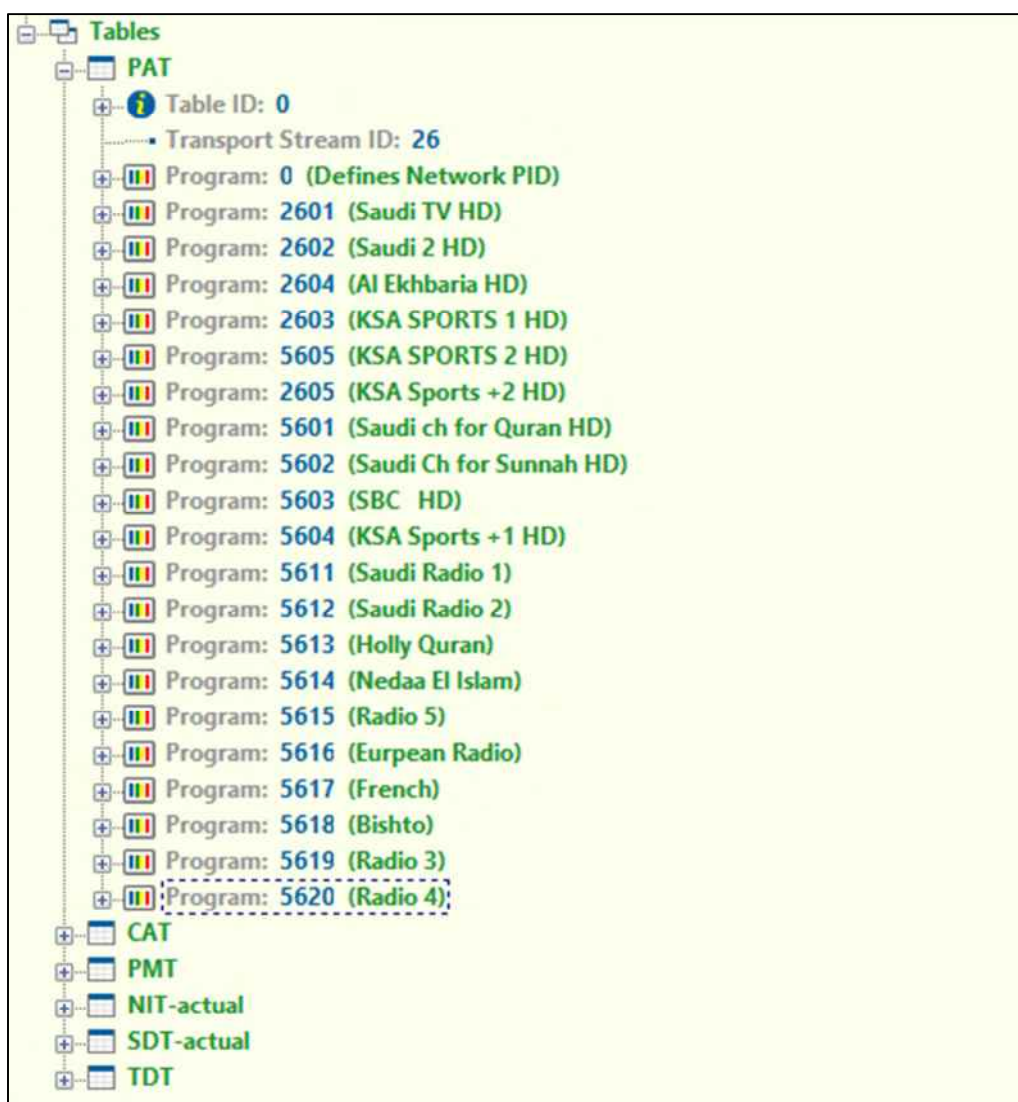 Tables
PAT
Table ID: 0
Transport Stream ID: 26
Program: 0 (Defines Network PID)
Program: 2601 (Saudi TV HD)
Program: 2602 (Saudi 2 HD)
Program: 2604 (Al Ekhbaria HD)
Program: 2603 (KSA SPORTS 1 HD)
Program: 5605 (KSA SPORTS 2 HD)
Program: 2605 (KSA Sports +2 HD)
Program: 5601 (Saudi ch for Quran HD)
Program: 5602 (Saudi Ch for Sunnah HD)
Program: 5603 (SBC HD)
Program: 5604 (KSA Sports +1 HD)
Program: 5611 (Saudi Radio 1)
Program: 5612 (Saudi Radio 2)
Program: 5613 (Holly Quran)
Program: 5614 (Nedaa El Islam)
Program: 5615 (Radio 5)
Program: 5616 (Eurpean Radio)
Program: 5617 (French)
Program: 5618 (Bishto)
Program: 5619 (Radio 3)
Program: 5620 (Radio 4)
CAT
PMT
NIT-actual
SDT-actual
TDT